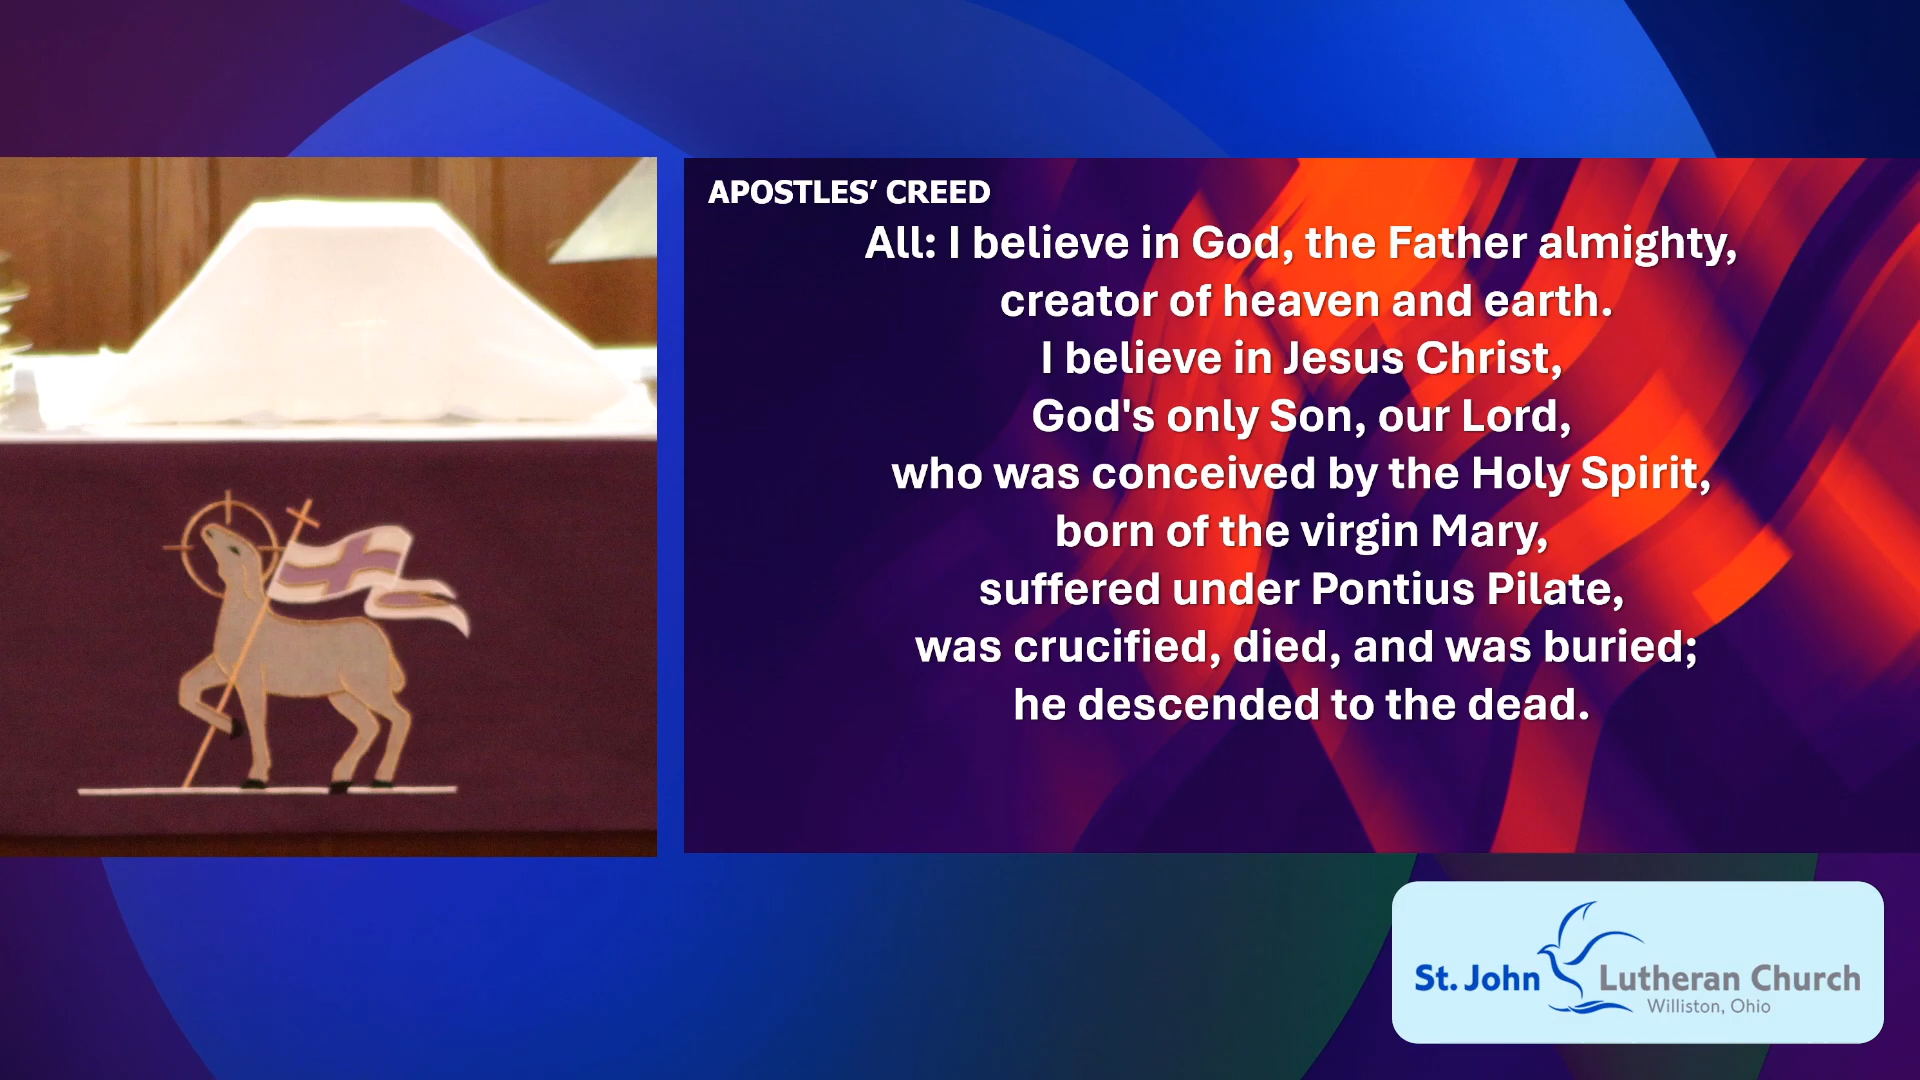 APOSTLES’ CREED
All: I believe in God, the Father almighty,
creator of heaven and earth.
I believe in Jesus Christ,
God's only Son, our Lord,
who was conceived by the Holy Spirit,
born of the virgin Mary,
suffered under Pontius Pilate,
was crucified, died, and was buried;
he descended to the dead.
St. John Lutheran Church
Williston, Ohio